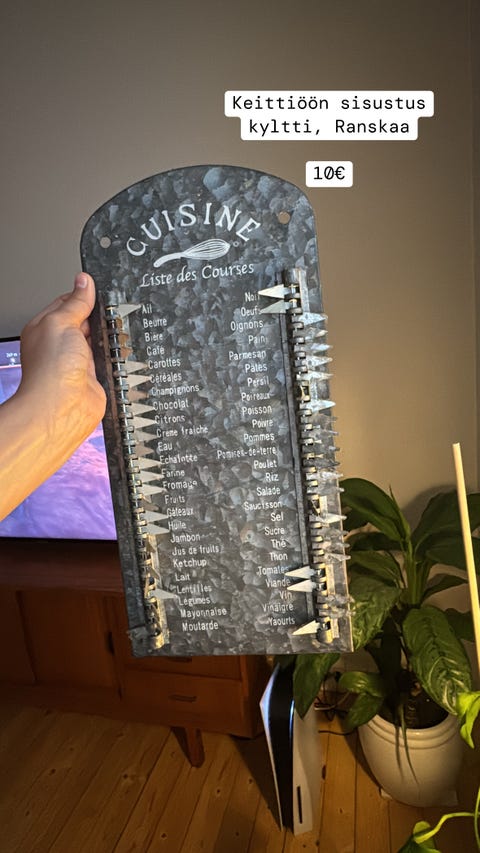 Keittiöön sisustus
kyltti, Ranskaa
10€
CUISINE
Liste des Courses
Ail
Beurre
Bière
Café
Carottes
Céréales
Champignons
Chocolat
Citrons
Crème fraiche
Eau
Echalotte
Farine
Fromage
Fruits
Gâteaux
Huile
Jambon
Jus de fruits
Ketchup
Lait
Lentilles
Légumes
Mayonnaise
Moutarde
Noix
Oeufs
Oignons
Pain
Parmesan
Pâtes
Persil
Poireaux
Poisson
Poivre
Pommes
Pommes-de-terre
Poulet
Riz
Salade
Saucisson
Sel
Sucre
Thé
Thon
Tomates
Viande
Vin
Vinaigre
Yaourts